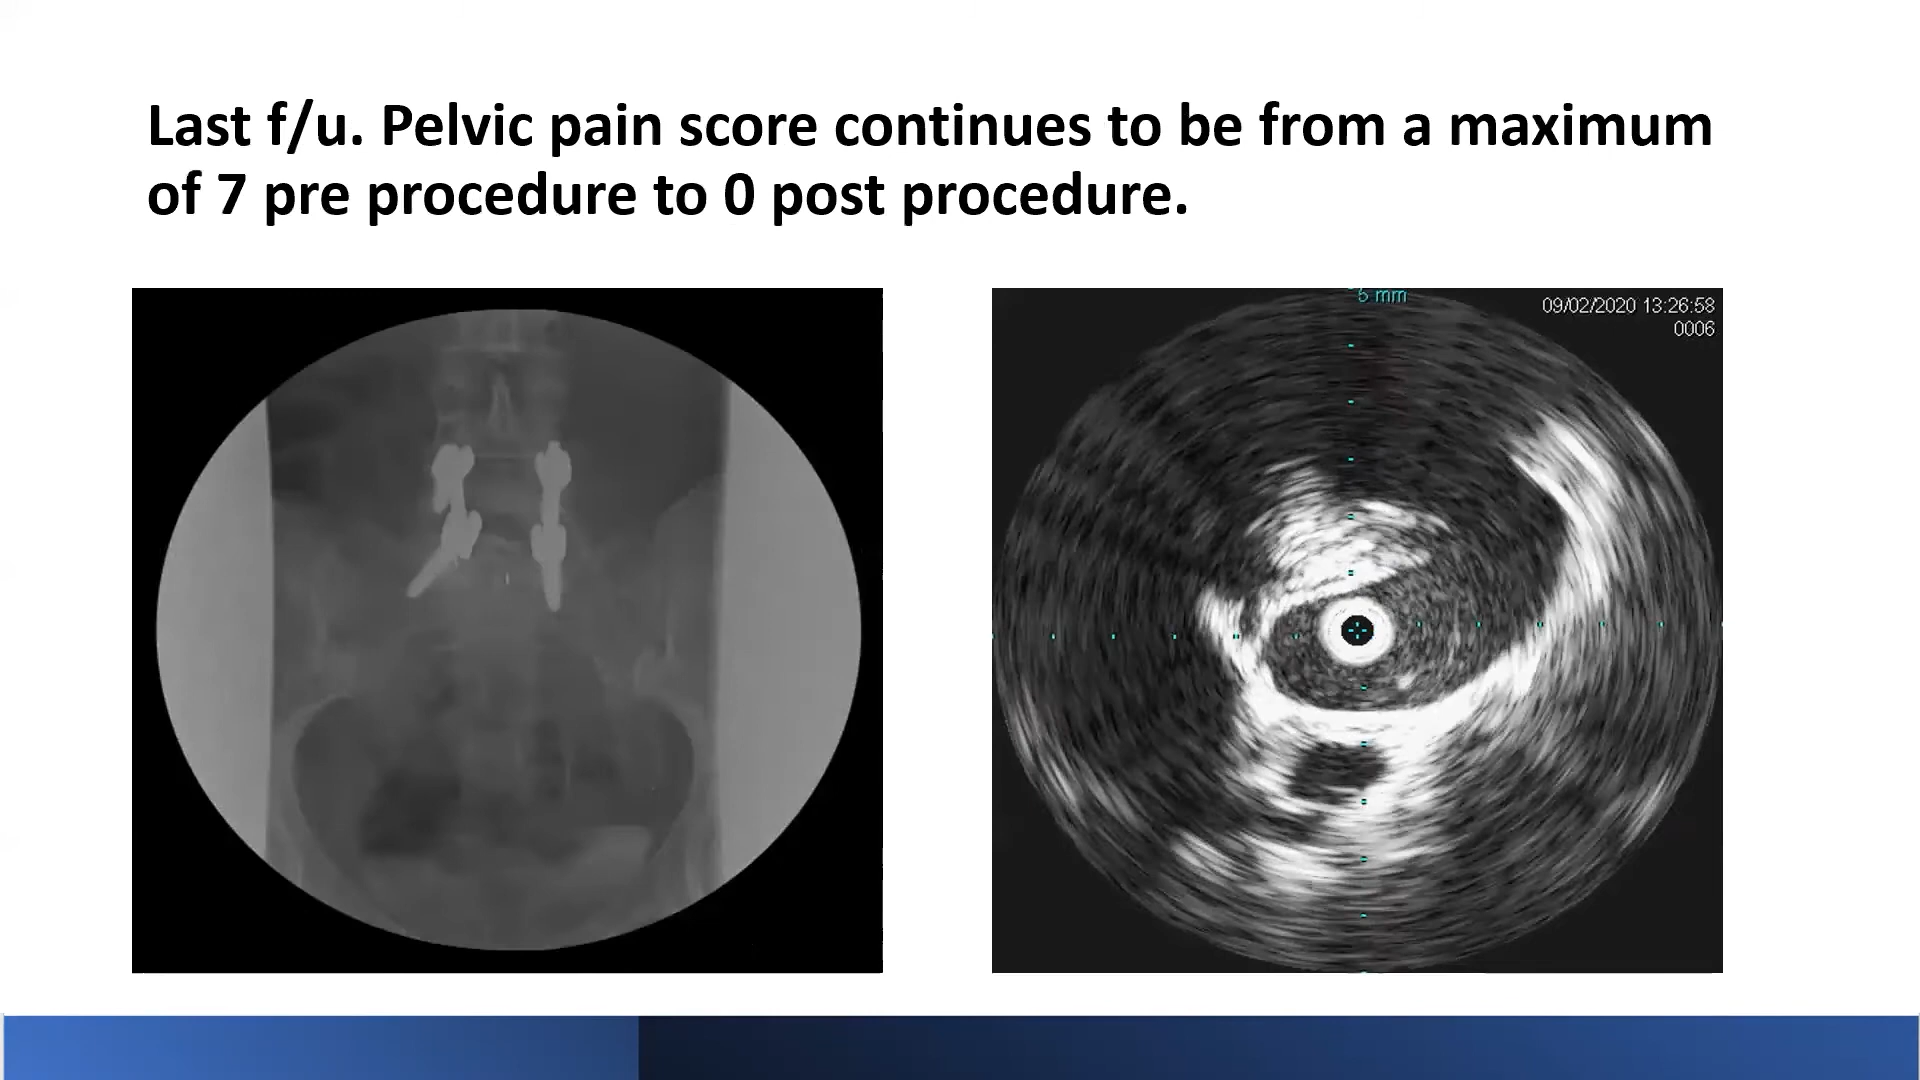 Last f/u. Pelvic pain score continues to be from a maximum
of 7 pre procedure to 0 post procedure.
5 mm
09/02/2020 13:26:58
0006